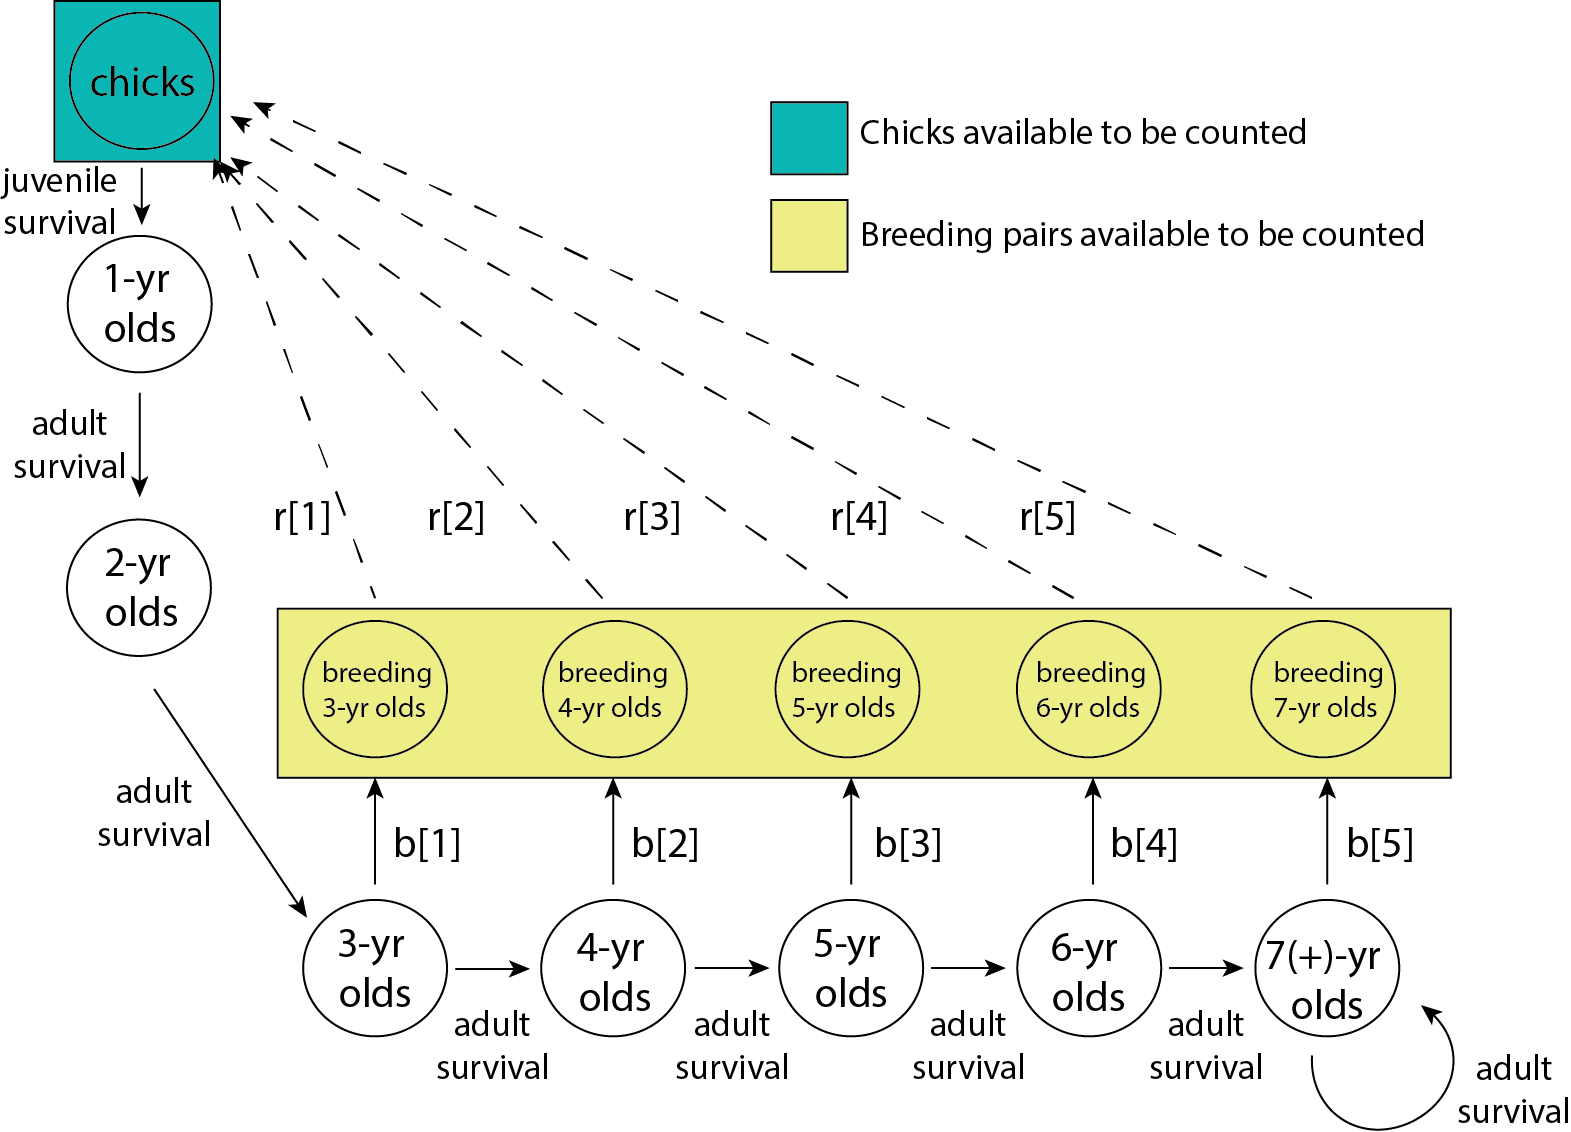 chicks
Chicks available to be counted
juvenile
survival
Breeding pairs available to be counted
1-yr
olds
adult
survival
r[1]
r[2]
r[3]
r[4]
r[5]
2-yr
olds
breeding
3-yr olds
breeding
4-yr olds
breeding
5-yr olds
breeding
6-yr olds
breeding
7-yr olds
adult
survival
b[1]
b[2]
b[3]
b[4]
b[5]
3-yr
olds
4-yr
olds
5-yr
olds
6-yr
olds
7(+)-yr
olds
adult
survival
adult
survival
adult
survival
adult
survival
adult
survival